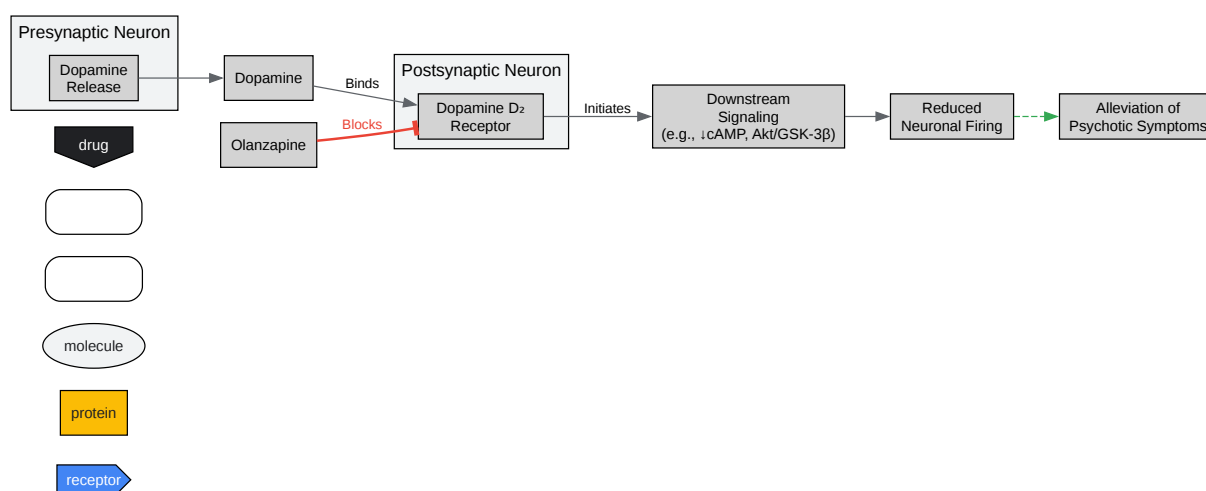 Presynaptic Neuron
Dopamine
Release
Dopamine
Binds
Postsynaptic Neuron
Dopamine D₂
Receptor
Initiates
Downstream
Signaling
(e.g., ↓cAMP, Akt/GSK-3β)
Reduced
Neuronal Firing
Alleviation of
Psychotic Symptoms
Blocks
Olanzapine
drug
molecule
protein
receptor